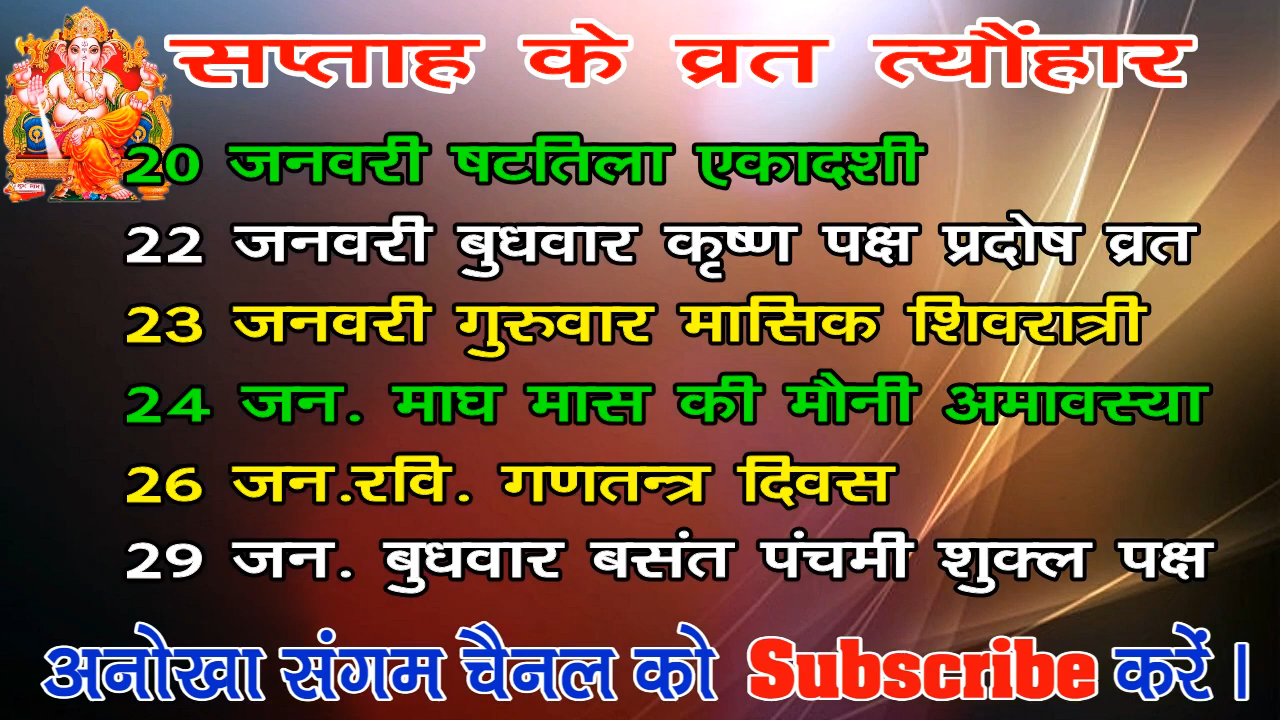 सप्ताह के व्रत त्यौंहार
20 जनवरी षटतिला एकादशी
22 जनवरी बुधवार कृष्ण पक्ष प्रदोष व्रत
23 जनवरी गुरुवार मासिक शिवरात्री
24 जन. माघ मास की मौनी अमावस्या
26 जन.रवि. गणतन्त्र दिवस
29 जन. बुधवार बसंत पंचमी शुक्ल पक्ष
अनोखा संगम चैनल को Subscribe करें।